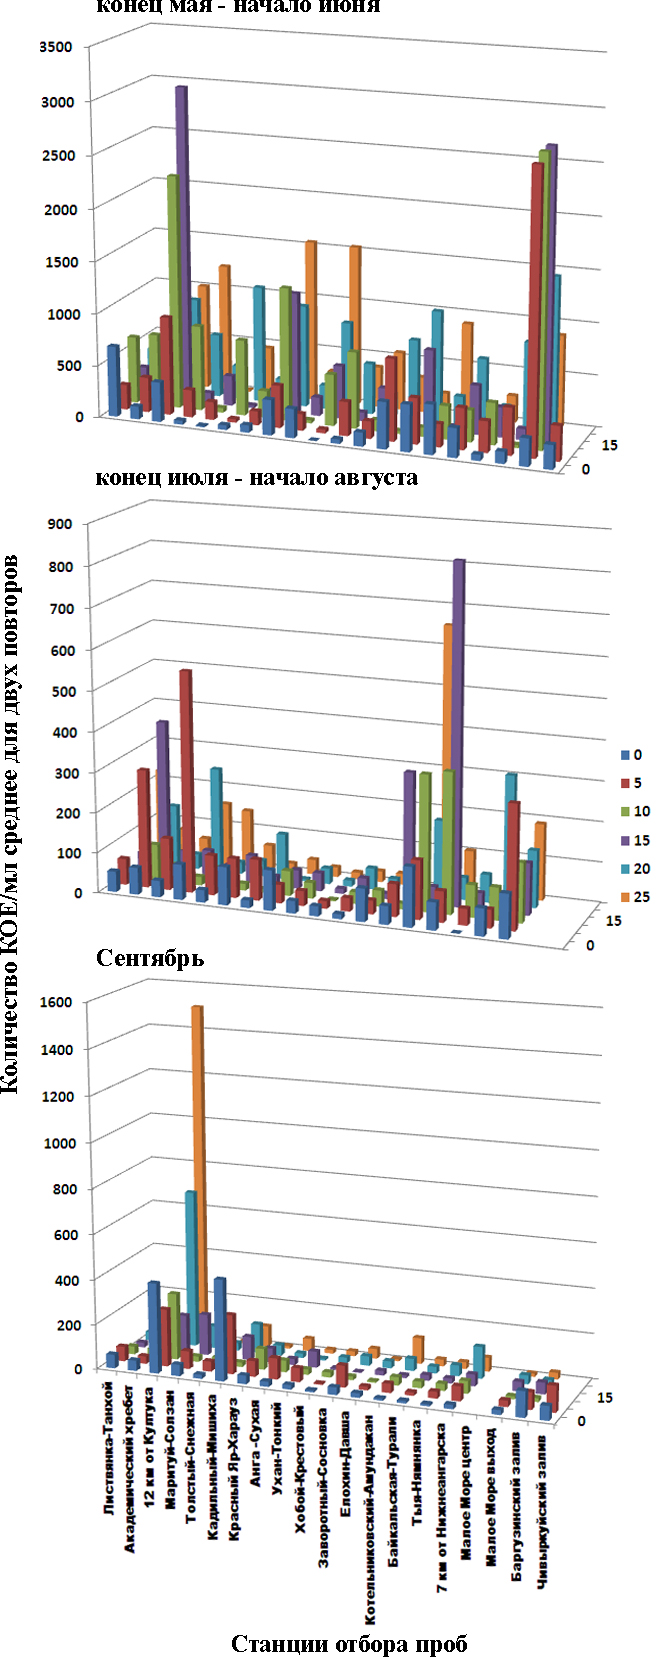 конец мая - начало июня
3500
3000
2500
2000
1500
1000
500
0
15
0
конец июля - начало августа
900
800
700
600
500
400
300
200
100
0
15
0
Количество КОЕ/мл среднее для двух повторов
0
5
10
15
20
25
Сентябрь
1600
1400
1200
1000
800
600
400
200
0
15
0
Листвянка-Танхой
Академический хребет
12 км от Култука
Маритуй-Солзан
Толстый-Снежная
Кадильный-Мишиха
Красный Яр-Харауз
Анга -Сухая
Ухан-Тонкий
Хобой-Крестовый
Заворотный-Сосновка
Елохин-Давша
Котельниковский-Амундакан
Байкальская-Турали
Тыя-Нямнянка
7 км от Нижнеангарска
Малое Море центр
Малое Море выход
Баргузинский залив
Чивыркуйский залив
Станции отбора проб